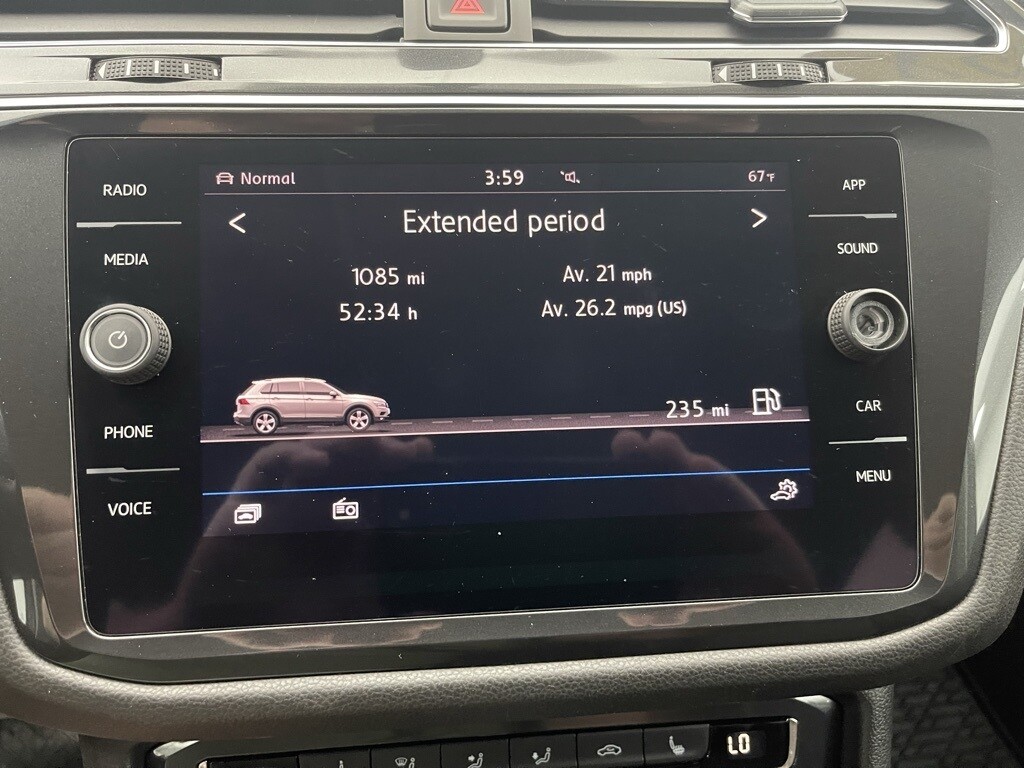 RADIO
MEDIA
PHONE
VOICE
Normal 3:59 67°F
< Extended period >
1085 mi Av. 21 mph
52:34 h Av. 26.2 mpg (US)
235 mi
APP
SOUND
CAR
MENU
LO